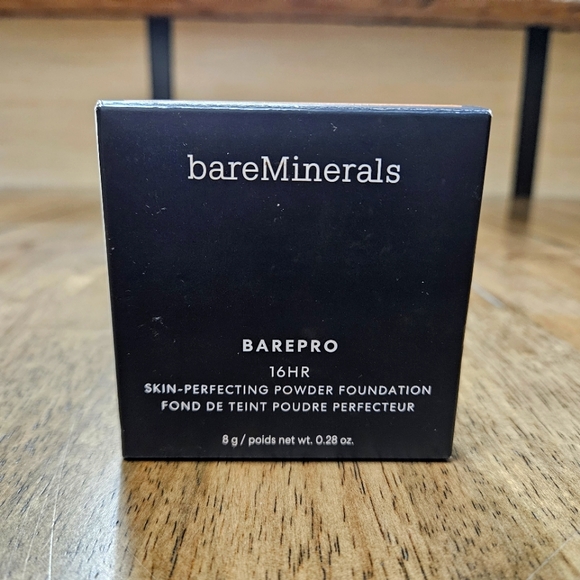 bareMinerals
BAREPRO
16HR
SKIN-PERFECTING POWDER FOUNDATION
FOND DE TEINT POUDRE PERFECTEUR
8 g / poids net wt. 0.28 oz.